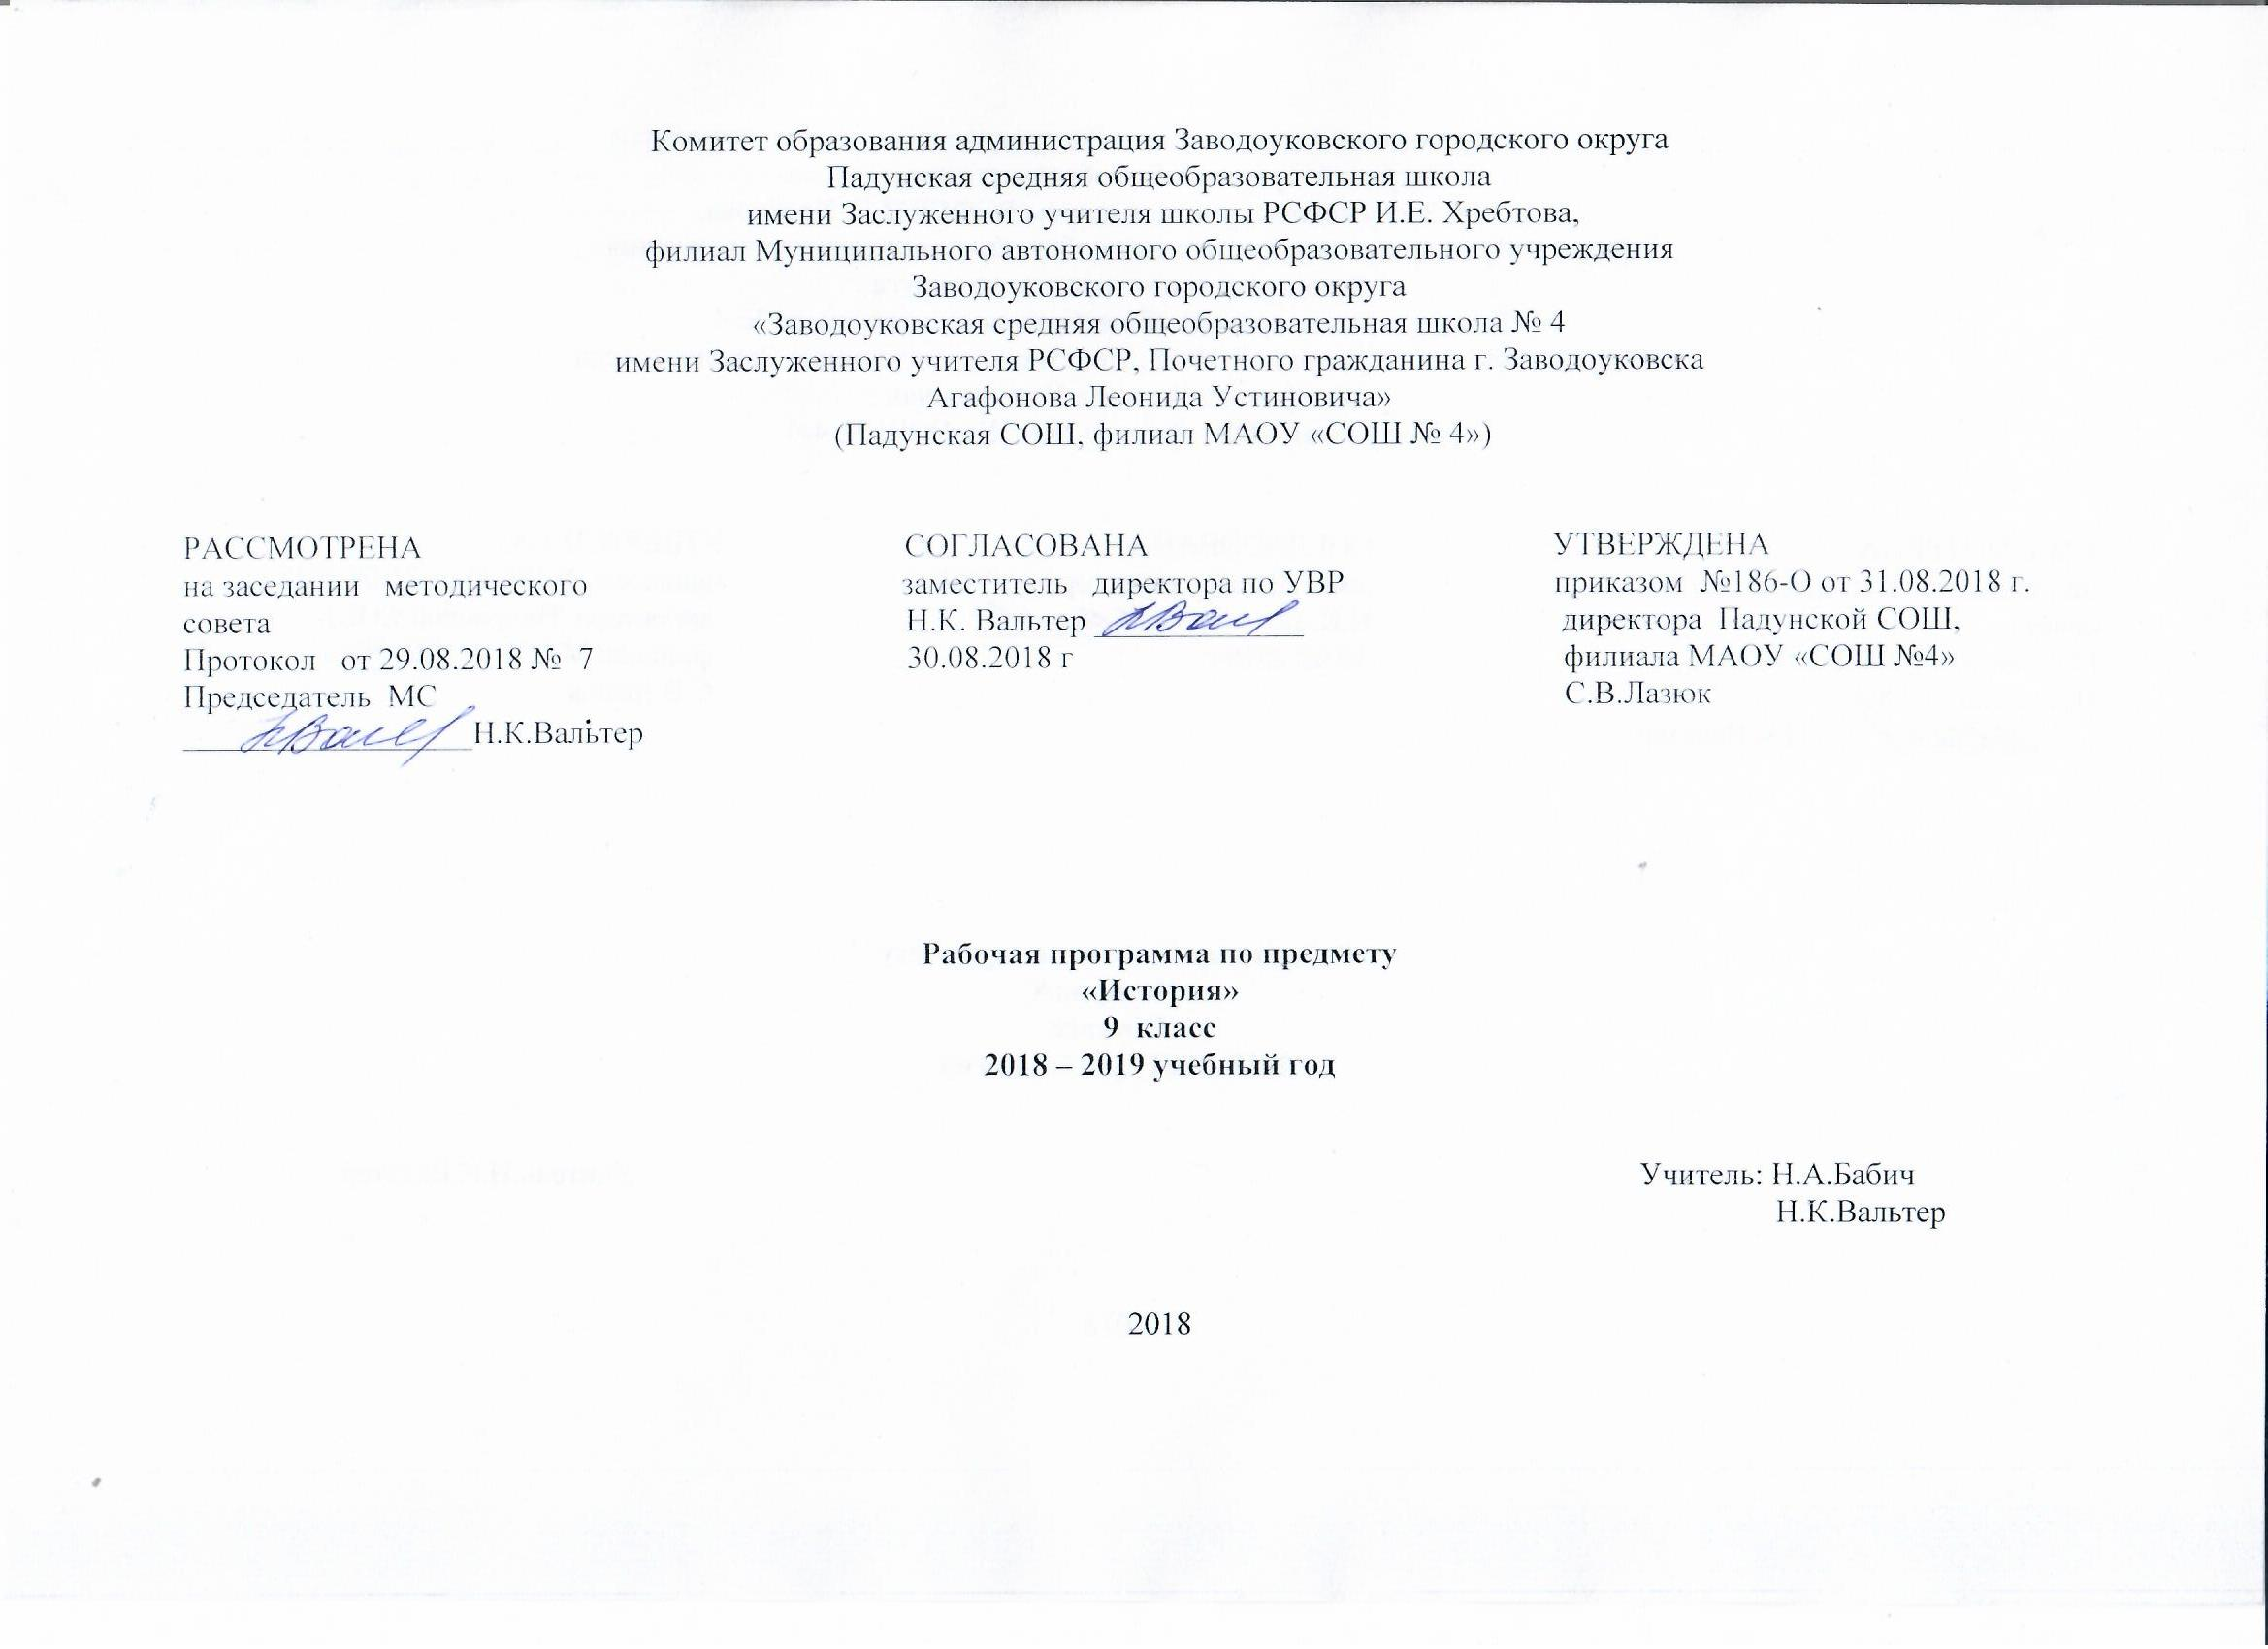 Комитет образования администрация Заводоуковского городского округа
Падунская средняя общеобразовательная школа
имени Заслуженного учителя школы РСФСР И.Е. Хребтова,
филиал Муниципального автономного общеобразовательного учреждения
Заводоуковского городского округа
«Заводоуковская средняя общеобразовательная школа № 4
имени Заслуженного учителя РСФСР, Почетного гражданина г. Заводоуковска
Агафонова Леонида Устиновича»
(Падунская СОШ, филиал МАОУ «СОШ № 4»)
РАССМОТРЕНА
на заседании методического
совета
Протокол от 29.08.2018 № 7
Председатель МС
Н.К.Вальтер
СОГЛАСОВАНА
заместитель директора по УВР
Н.К. Вальтер
30.08.2018 г
УТВЕРЖДЕНА
приказом №186-О от 31.08.2018 г.
директора Падунской СОШ,
филиала МАОУ «СОШ №4»
С.В.Лазюк
Рабочая программа по предмету
«История»
9 класс
2018 – 2019 учебный год
Учитель: Н.А.Бабич
Н.К.Вальтер
2018